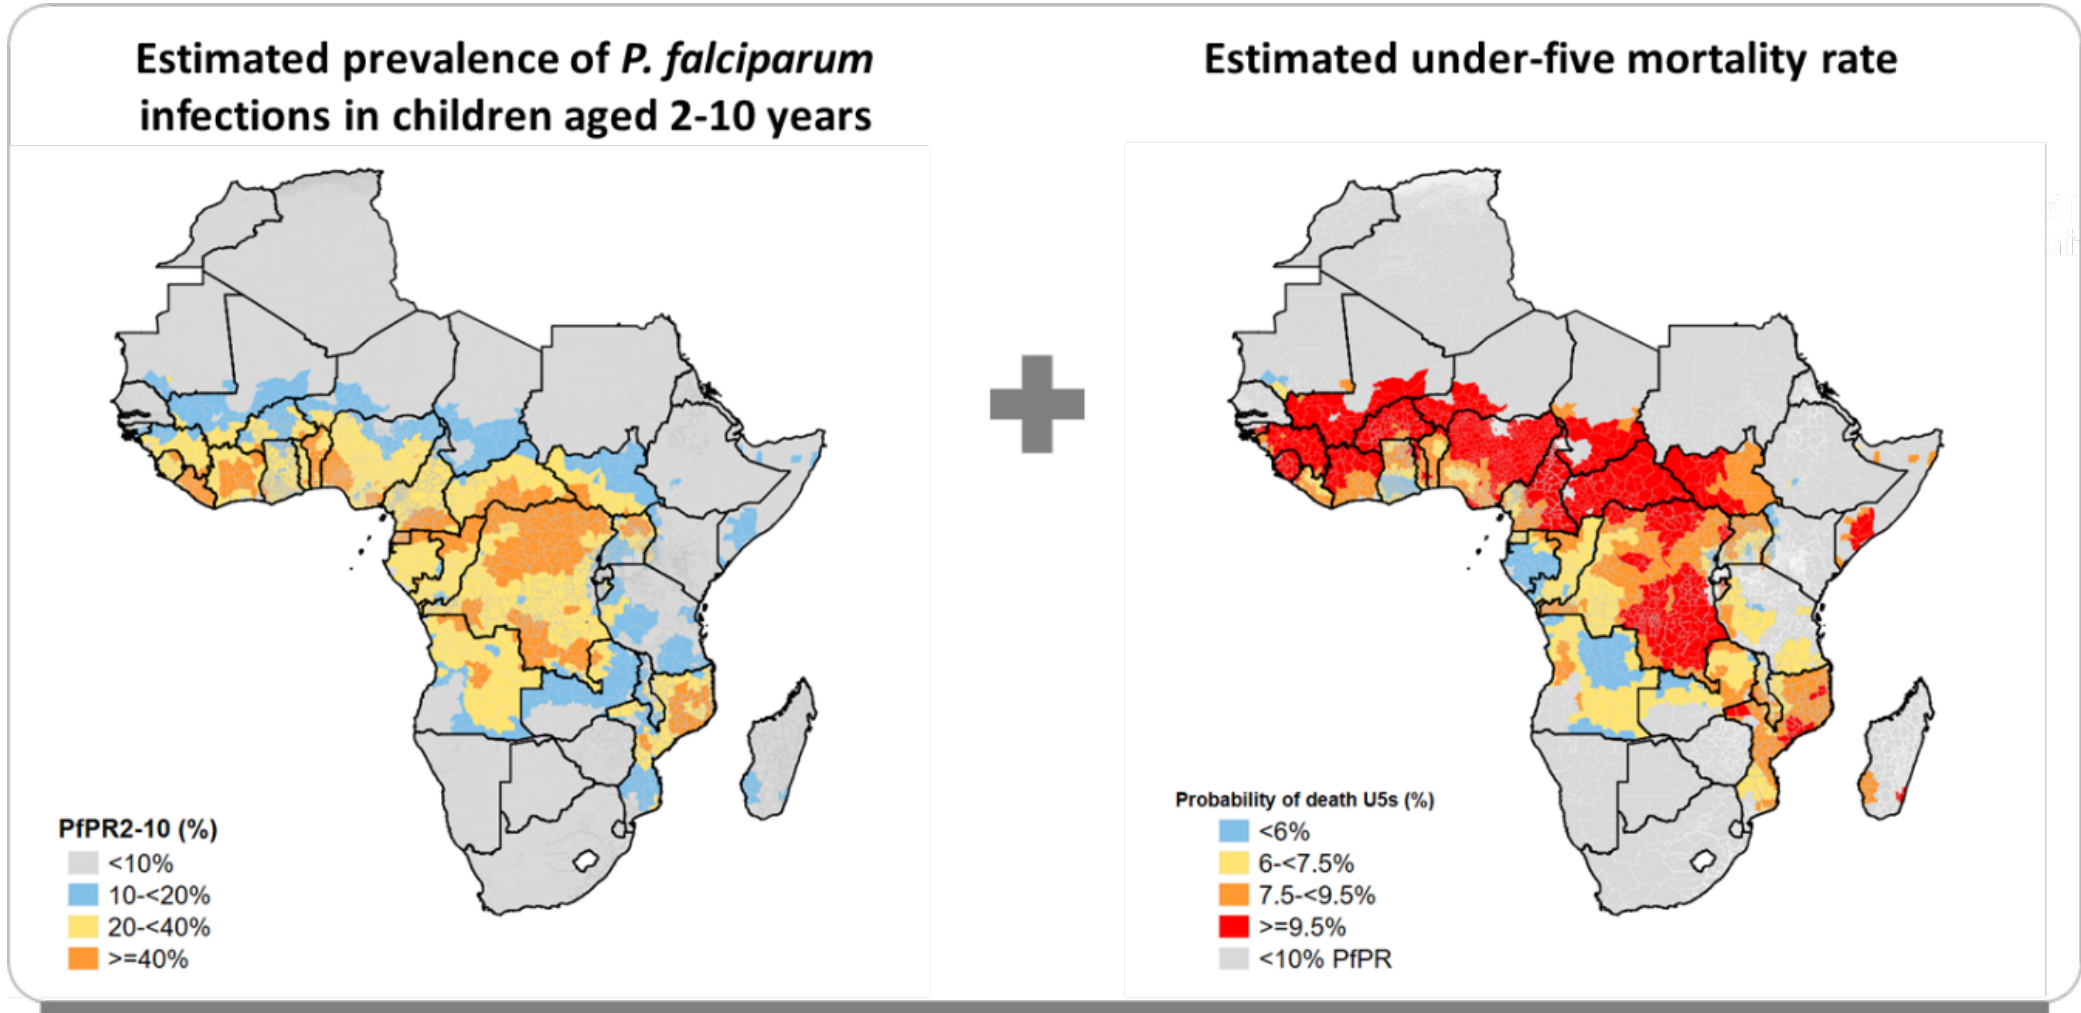 Estimated prevalence of P. falciparum
infections in children aged 2-10 years
Estimated under-five mortality rate
PfPR2-10 (%)
<10%
10-<20%
20-<40%
>=40%
Probability of death U5s (%)
<6%
6-<7.5%
7.5-<9.5%
>=9.5%
<10% PfPR